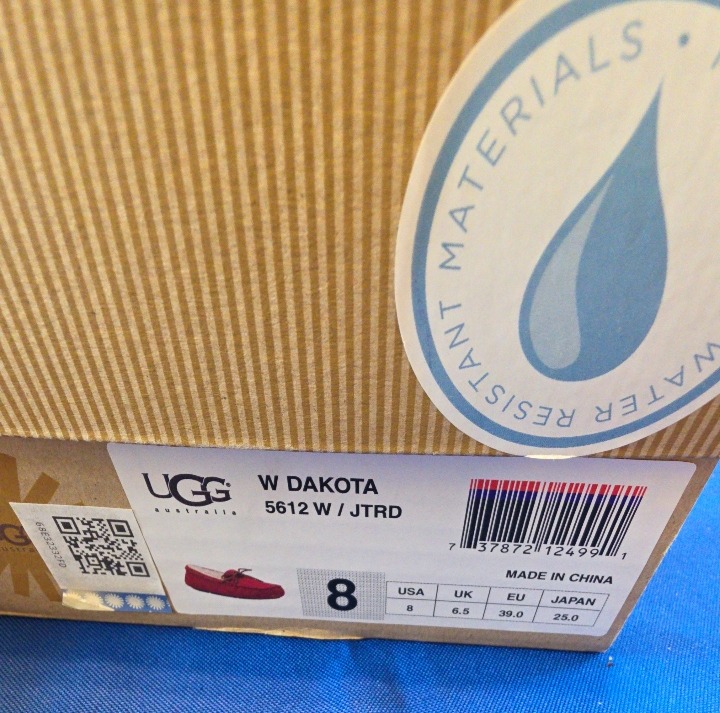 WATER RESISTANT MATERIALS •
UGG®
australia
W DAKOTA
5612 W / JTRD
7 37872 12499 1
MADE IN CHINA
8
USA UK EU JAPAN
8 6.5 39.0 25.0